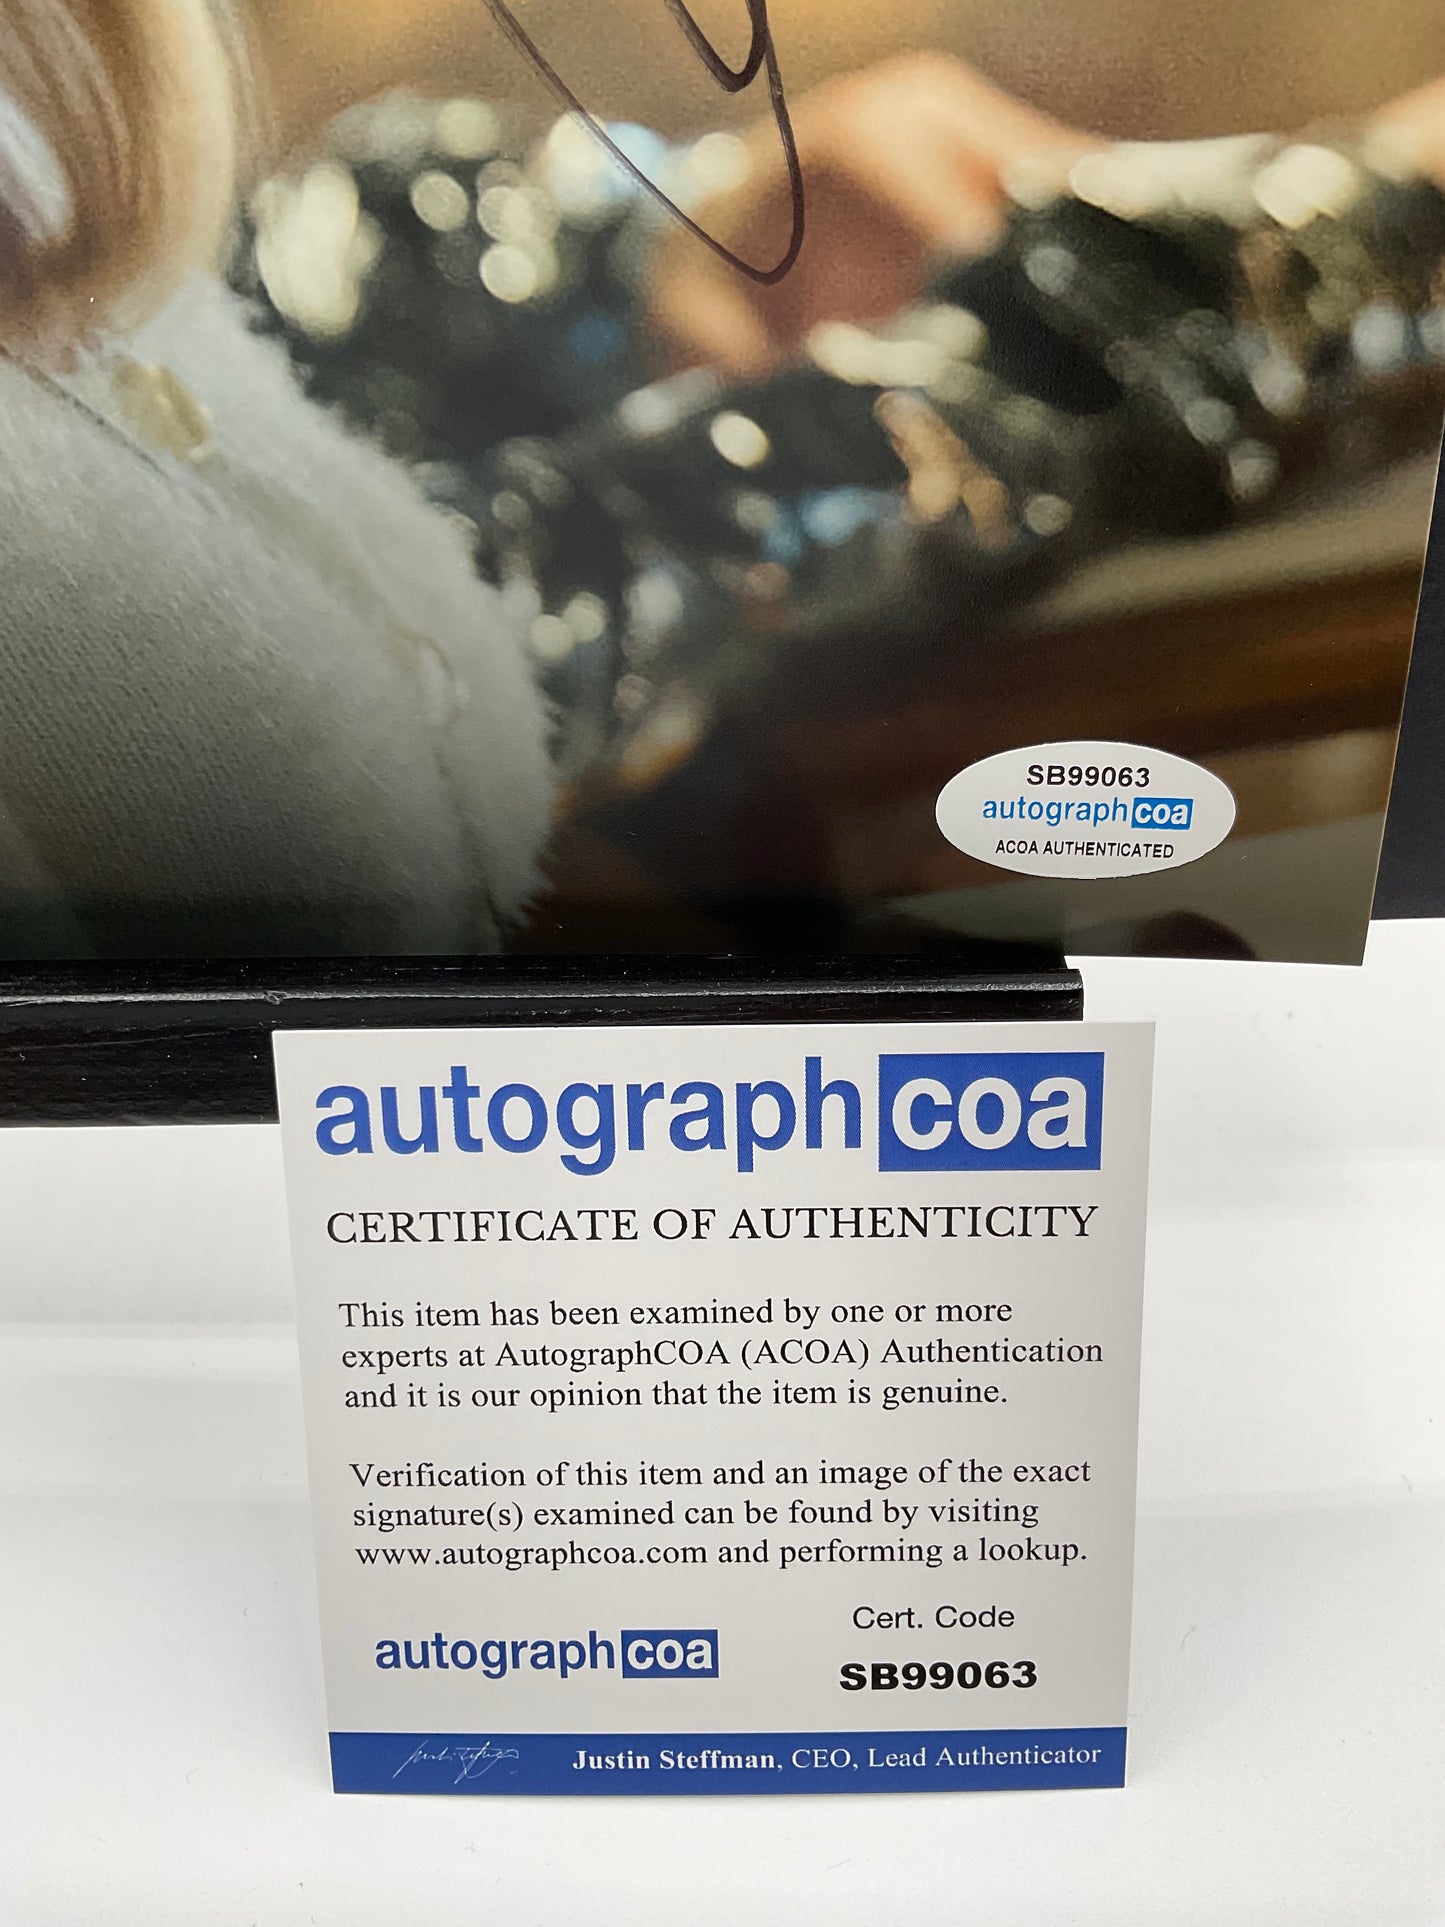 SB99063
autographcoa
ACOA AUTHENTICATED
autographcoa
CERTIFICATE OF AUTHENTICITY
This item has been examined by one or more
experts at AutographCOA (ACOA) Authentication
and it is our opinion that the item is genuine.
Verification of this item and an image of the exact
signature(s) examined can be found by visiting
www.autographcoa.com and performing a lookup.
Cert. Code
autographcoa
SB99063
Justin Steffman, CEO, Lead Authenticator